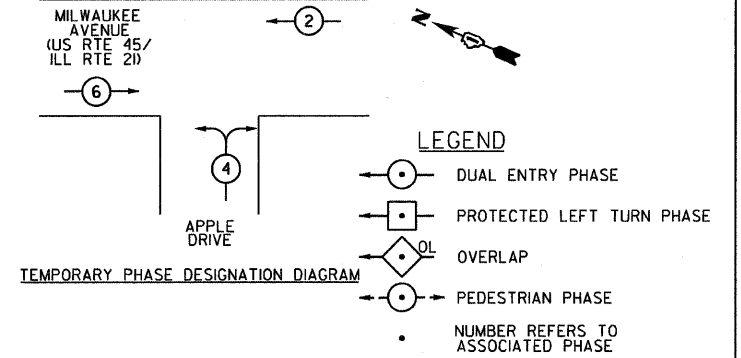 MILWAUKEE
AVENUE
(US RTE 45/
ILL RTE 21)
2
N
6
4
APPLE
DRIVE
TEMPORARY PHASE DESIGNATION DIAGRAM
LEGEND
DUAL ENTRY PHASE
PROTECTED LEFT TURN PHASE
OL
OVERLAP
PEDESTRIAN PHASE
NUMBER REFERS TO
ASSOCIATED PHASE